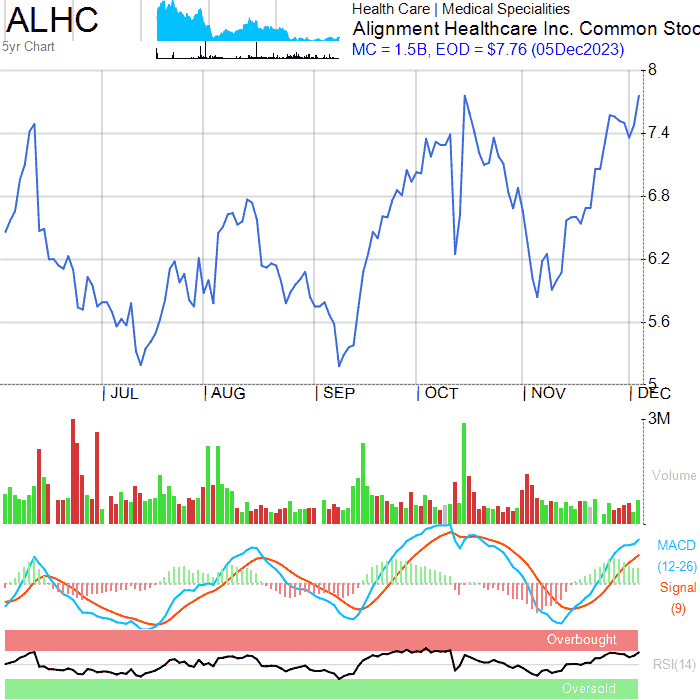 ALHC
5yr Chart
Health Care | Medical Specialities
Alignment Healthcare Inc. Common Stoc
MC = 1.5B, EOD = $7.76 (05Dec2023)
8
7.4
6.8
6.2
5.6
5
| JUL | AUG | SEP | OCT | NOV | DEC
3M
Volume
MACD
(12-26)
Signal
(9)
Overbought
RSI(14)
Oversold